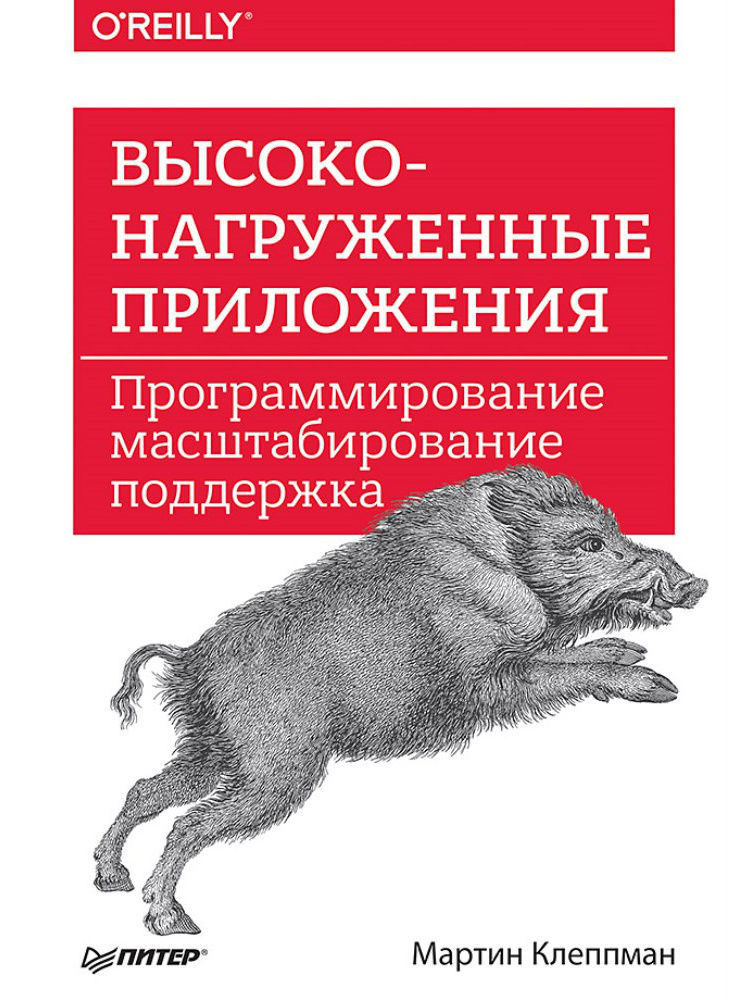 O'REILLY®
ВЫСОКО-
НАГРУЖЕННЫЕ
ПРИЛОЖЕНИЯ
Программирование
масштабирование
поддержка
ПИТЕР®
Мартин Клеппман